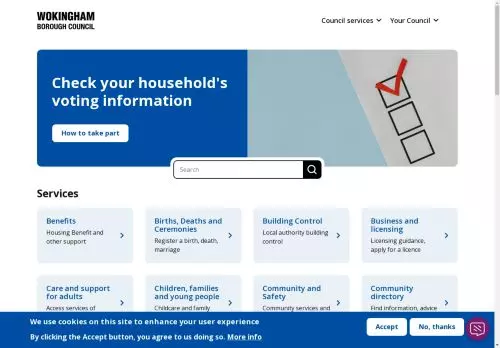 WOKINGHAM
BOROUGH COUNCIL
Council services
Your Council
Check your household's
voting information
How to take part
Search
Services
Benefits
Housing Benefit and
other support
Births, Deaths and
Ceremonies
Register a birth, death,
marriage
Building Control
Local authority building
control
Business and
licensing
Licensing guidance,
apply for a licence
Care and support
for adults
Access services of
Children, families
and young people
Childcare and family
Community and
Safety
Community services and
Community
directory
Find information, advice
We use cookies on this site to enhance your user experience
By clicking the Accept button, you agree to us doing so. More info
Accept
No, thanks